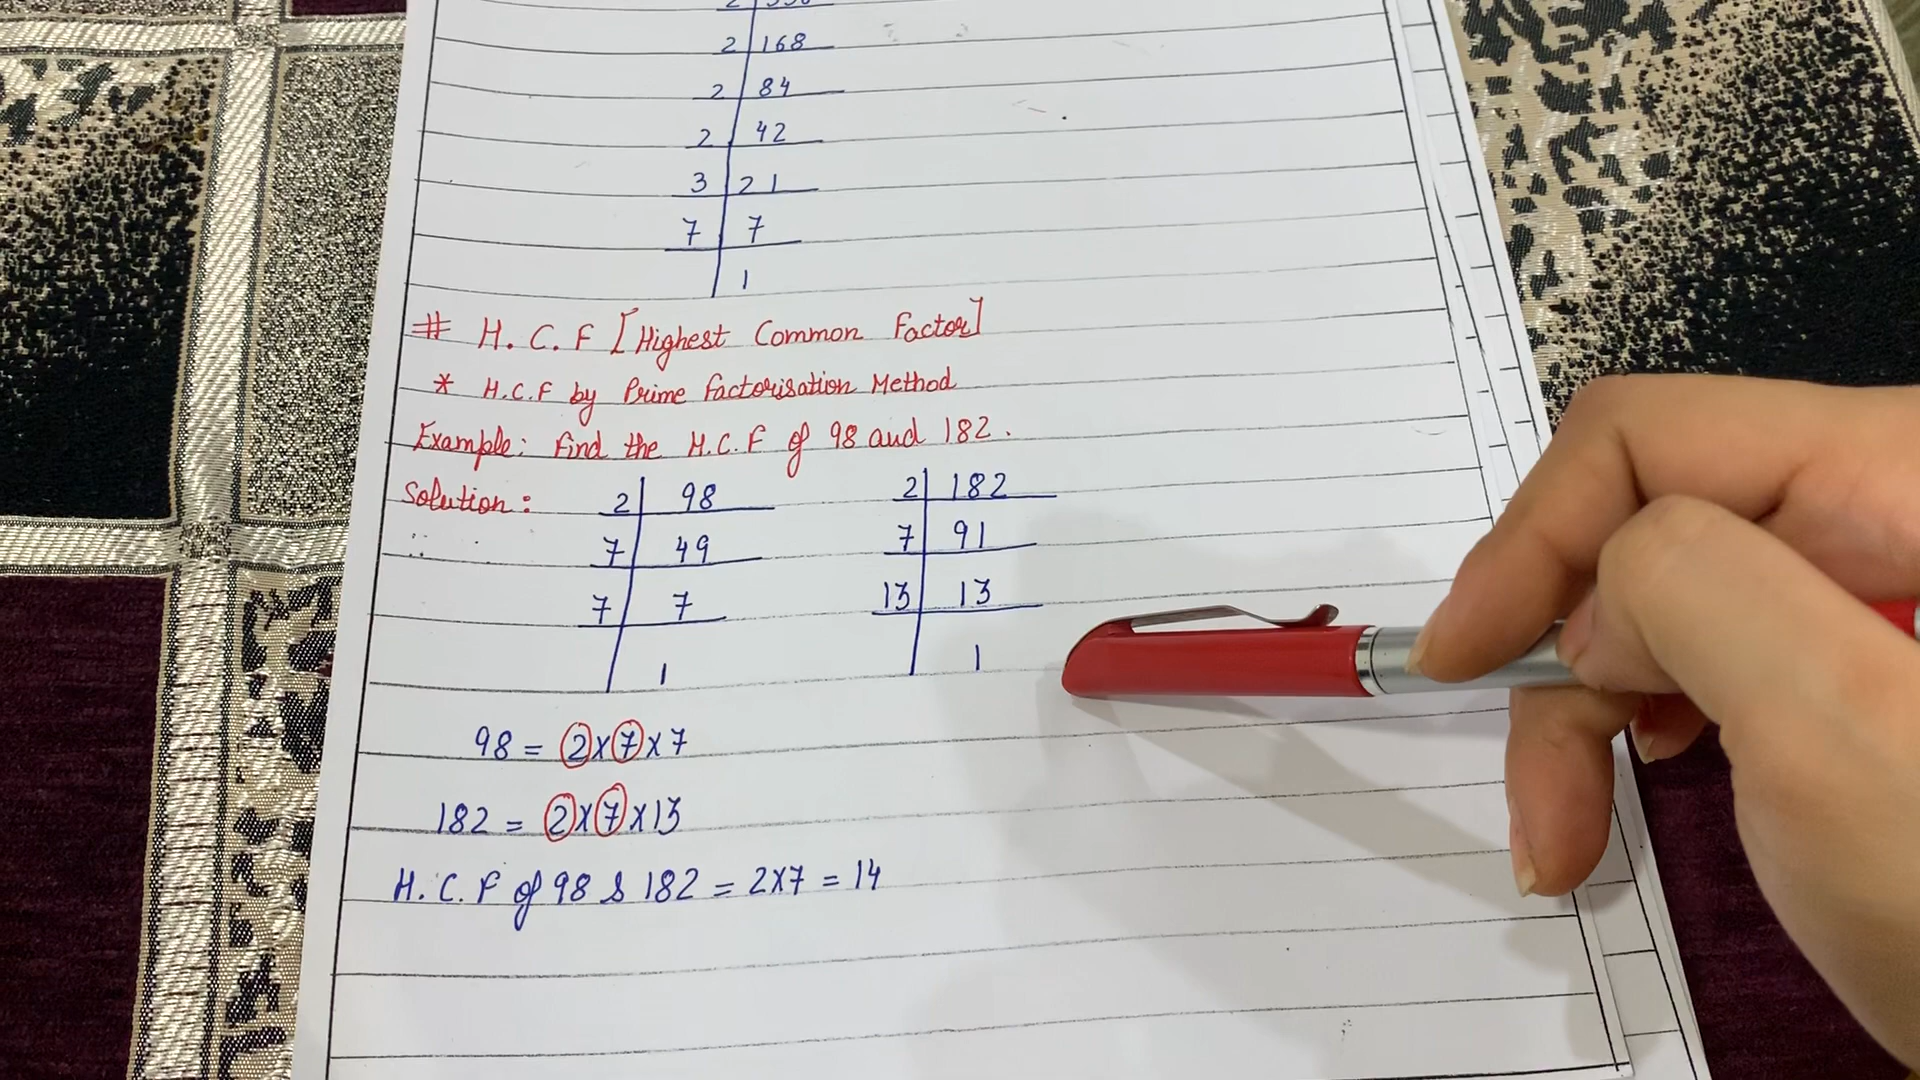 2 168
2 84
2 42
3 21
7 7
1
# H.C.F [Highest Common Factor]
* H.C.F by Prime Factorisation Method
Example: Find the H.C.F of 98 and 182.
Solution: 2 98 2 182
7 49 7 91
7 7 13 13
1 1
98 = 2x7x7
182 = 2x7x13
H.C.F of 98 & 182 = 2x7 = 14